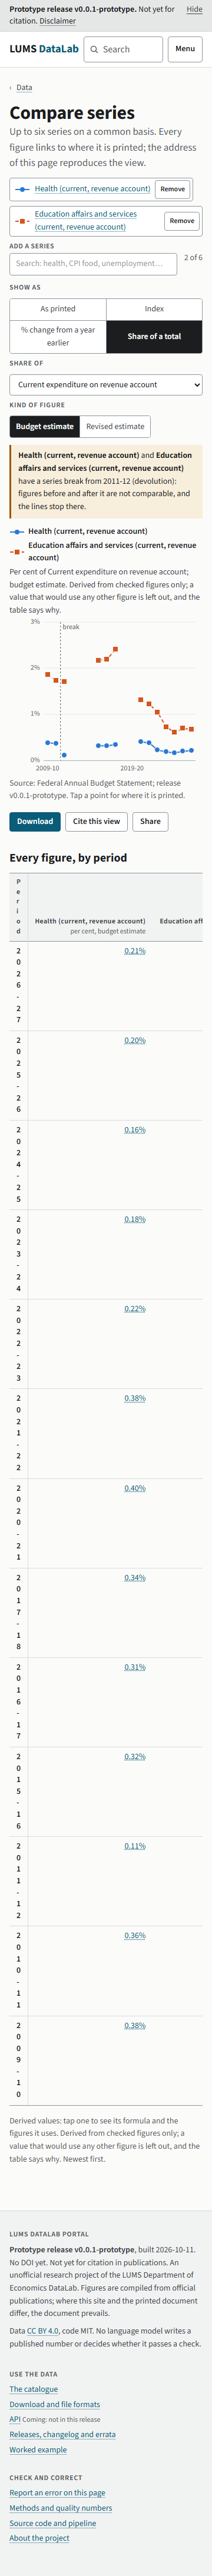 Prototype release v0.0.1-prototype. Not yet for citation. Disclaimer
Hide
LUMS DataLab
Search
Menu
‹ Data
Compare series
Up to six series on a common basis. Every
figure links to where it is printed; the address
of this page reproduces the view.
Health (current, revenue account)
Remove
Education affairs and services
(current, revenue account)
Remove
ADD A SERIES
Search: health, CPI food, unemployment…
2 of 6
SHOW AS
As printed
Index
% change from a year
earlier
Share of a total
SHARE OF
Current expenditure on revenue account
KIND OF FIGURE
Budget estimate
Revised estimate
Health (current, revenue account) and Education
affairs and services (current, revenue account)
have a series break from 2011-12 (devolution):
figures before and after it are not comparable, and
the lines stop there.
Health (current, revenue account)
Education affairs and services (current, revenue
account)
Per cent of Current expenditure on revenue account;
budget estimate. Derived from checked figures only; a
value that would use any other figure is left out, and the
table says why.
3%
break
2%
1%
0%
2009-10
2019-20
Source: Federal Annual Budget Statement; release
v0.0.1-prototype. Tap a point for where it is printed.
Download
Cite this view
Share
Every figure, by period
Period
Health (current, revenue account)
per cent, budget estimate
Education aff
2026-27
0.21%
2025-26
0.20%
2024-25
0.16%
2023-24
0.18%
2022-23
0.22%
2021-22
0.38%
2020-21
0.40%
2017-18
0.34%
2016-17
0.31%
2015-16
0.32%
2011-12
0.11%
2010-11
0.36%
2009-10
0.38%
Derived values: tap one to see its formula and the
figures it uses. Derived from checked figures only; a
value that would use any other figure is left out, and the
table says why. Newest first.
LUMS DATALAB PORTAL
Prototype release v0.0.1-prototype, built 2026-10-11.
No DOI yet. Not yet for citation in publications. An
unofficial research project of the LUMS Department of
Economics DataLab. Figures are compiled from official
publications; where this site and the printed document
differ, the document prevails.
Data CC BY 4.0, code MIT. No language model writes a
published number or decides whether it passes a check.
USE THE DATA
The catalogue
Download and file formats
API Coming: not in this release
Releases, changelog and errata
Worked example
CHECK AND CORRECT
Report an error on this page
Methods and quality numbers
Source code and pipeline
About the project